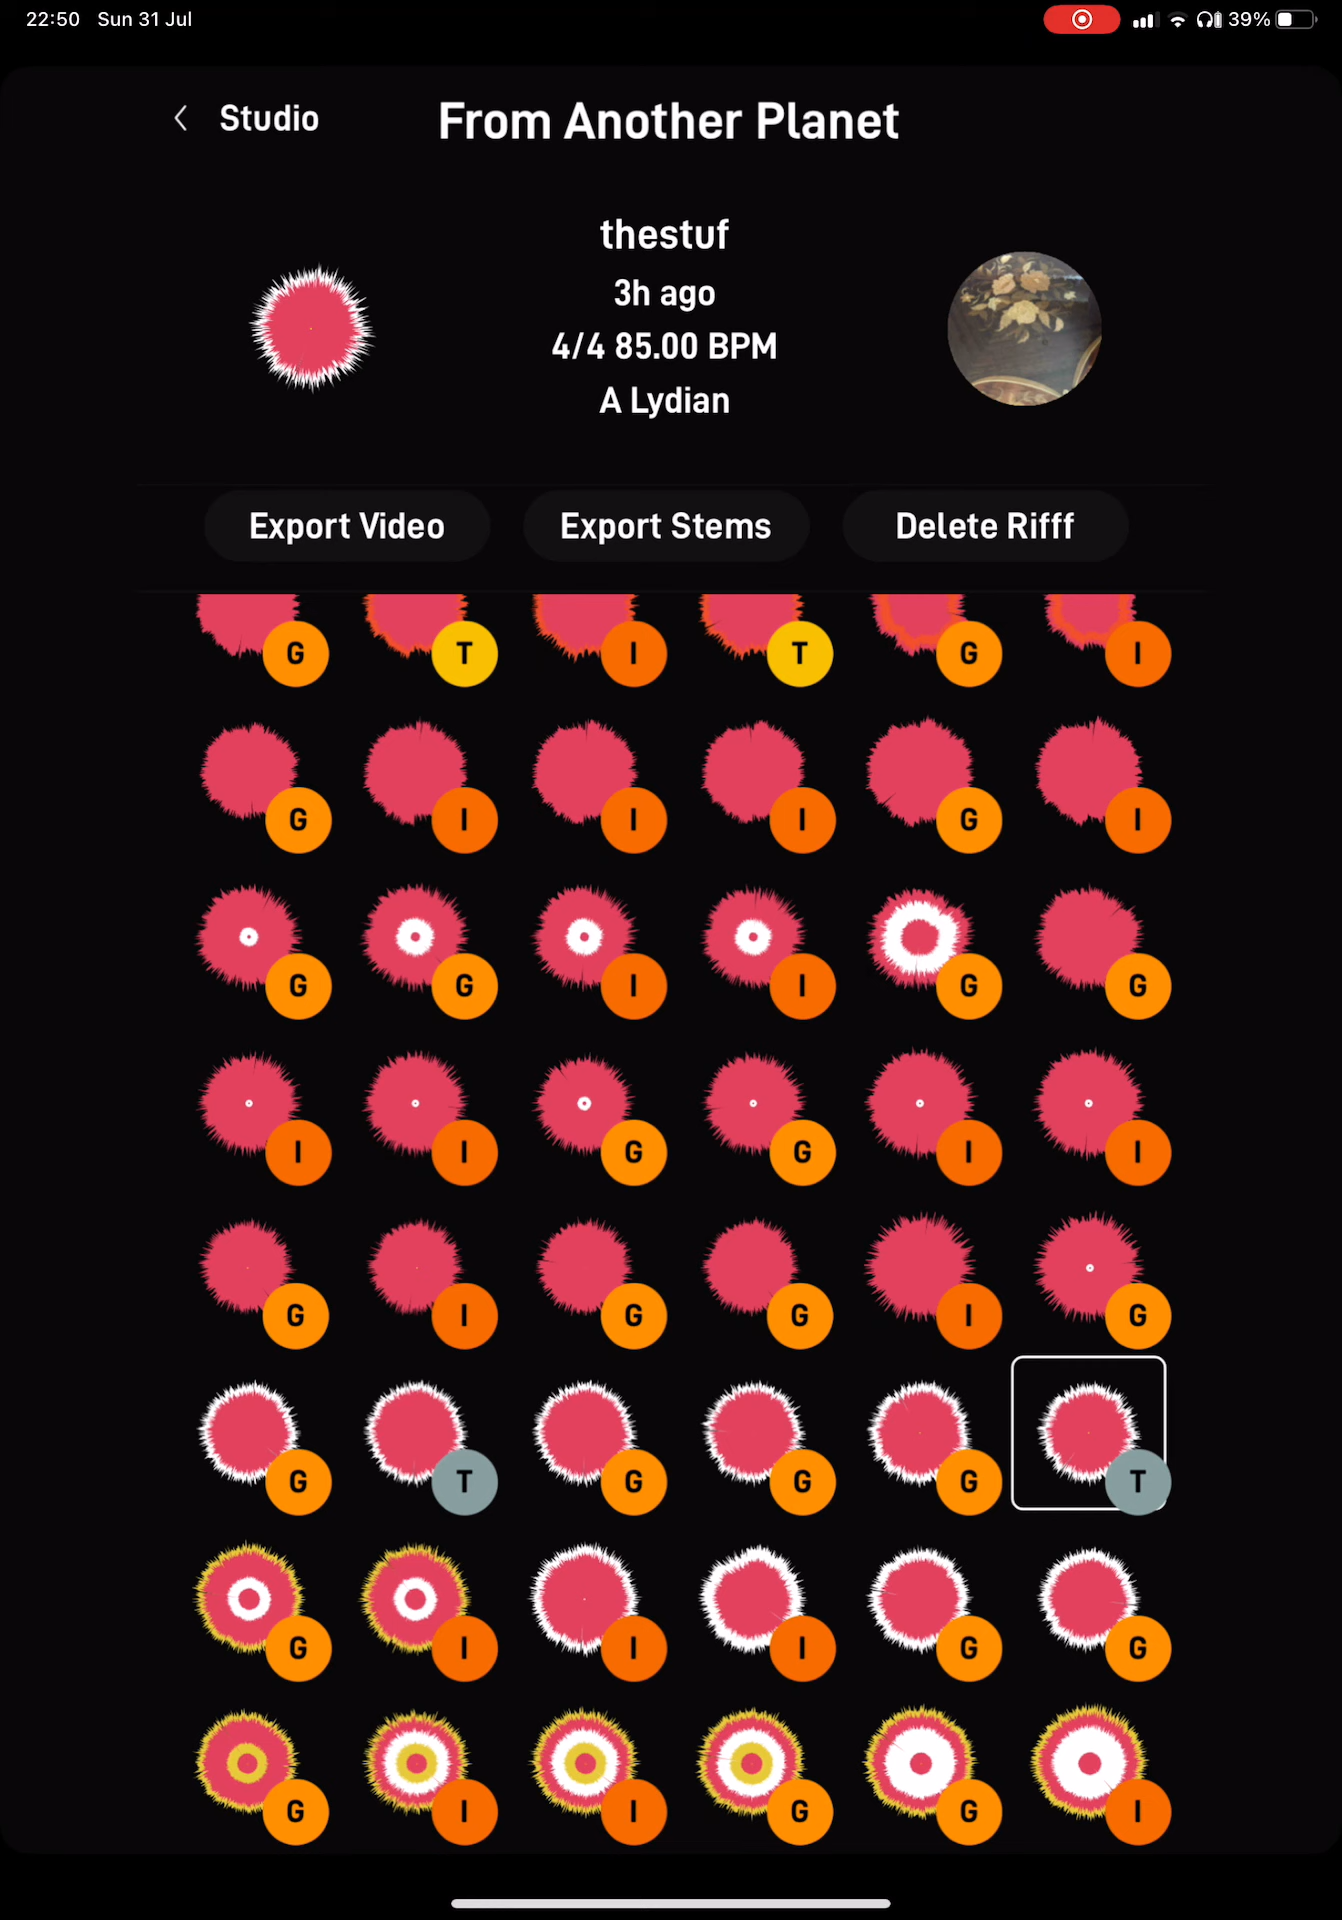 22:50 Sun 31 Jul 39%
Studio From Another Planet
thestuf
3h ago
4/4 85.00 BPM
A Lydian
Export Video Export Stems Delete Rifff
G T I T G I
G I I I G I
G G I I G G
I I G G I I
G I G G I G
G T G G G T
G I I I G G
G I I G G I